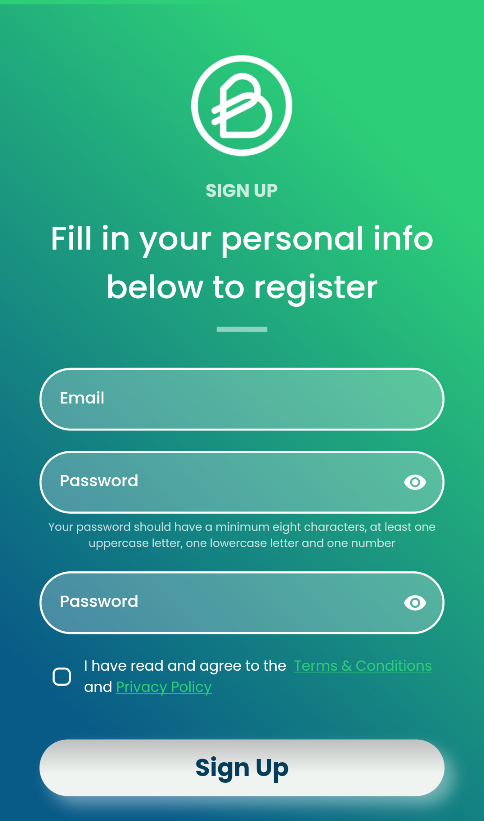 SIGN UP
Fill in your personal info
below to register
Email
Password
Your password should have a minimum eight characters, at least one
uppercase letter, one lowercase letter and one number
Password
I have read and agree to the Terms & Conditions
and Privacy Policy
Sign Up